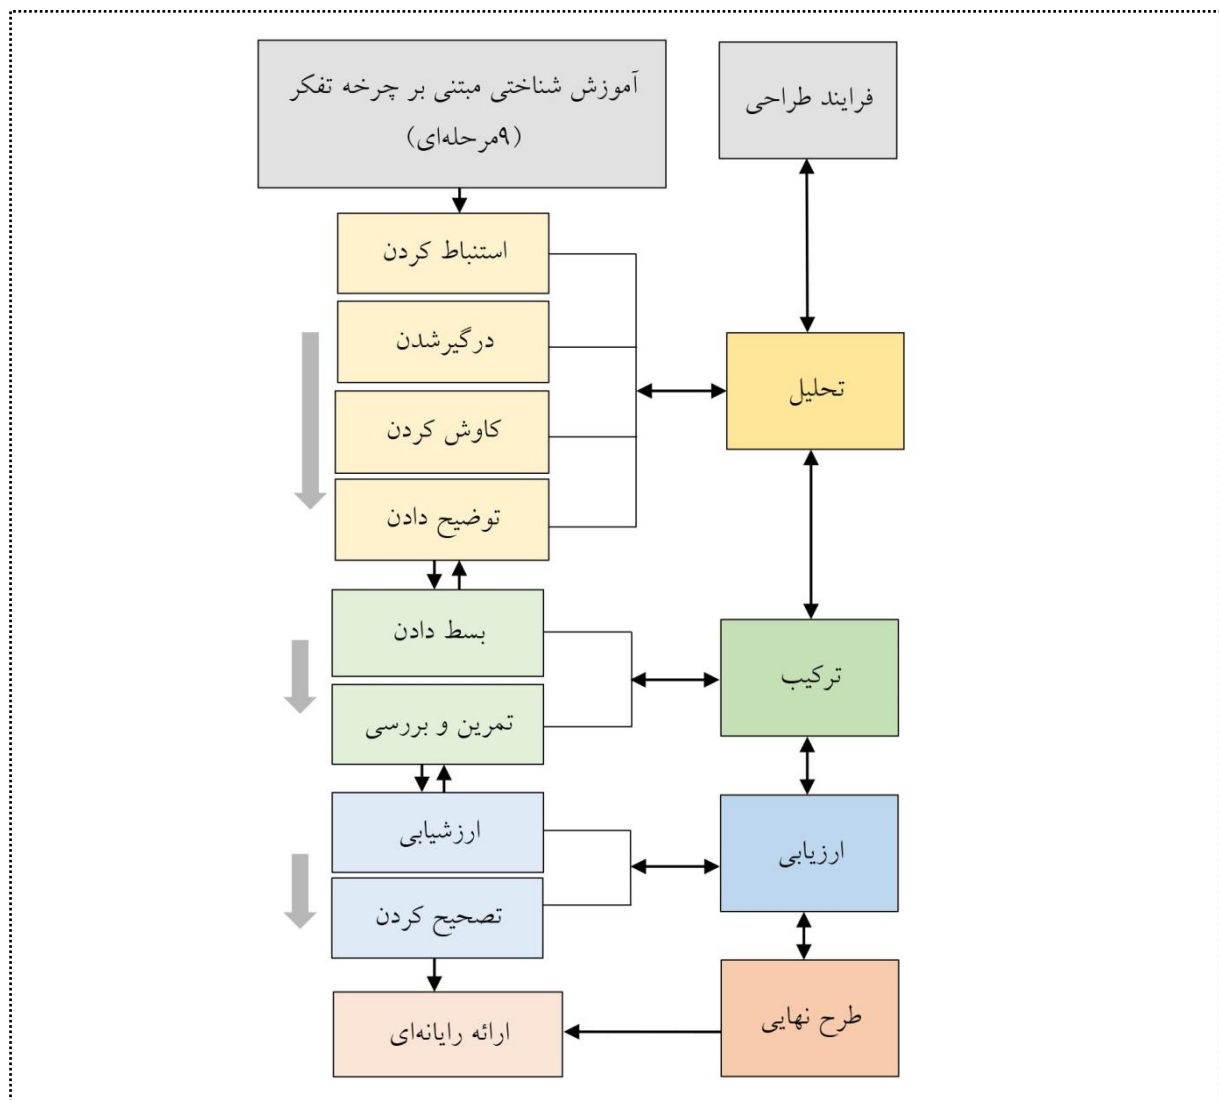 فرایند طراحی
آموزش شناختی مبتنی بر چرخه تفکر
(۹مرحله‌ای)
استنباط کردن
درگیرشدن
تحلیل
کاوش کردن
توضیح دادن
بسط دادن
ترکیب
تمرین و بررسی
ارزشیابی
ارزیابی
تصحیح کردن
طرح نهایی
ارائه رایانه‌ای